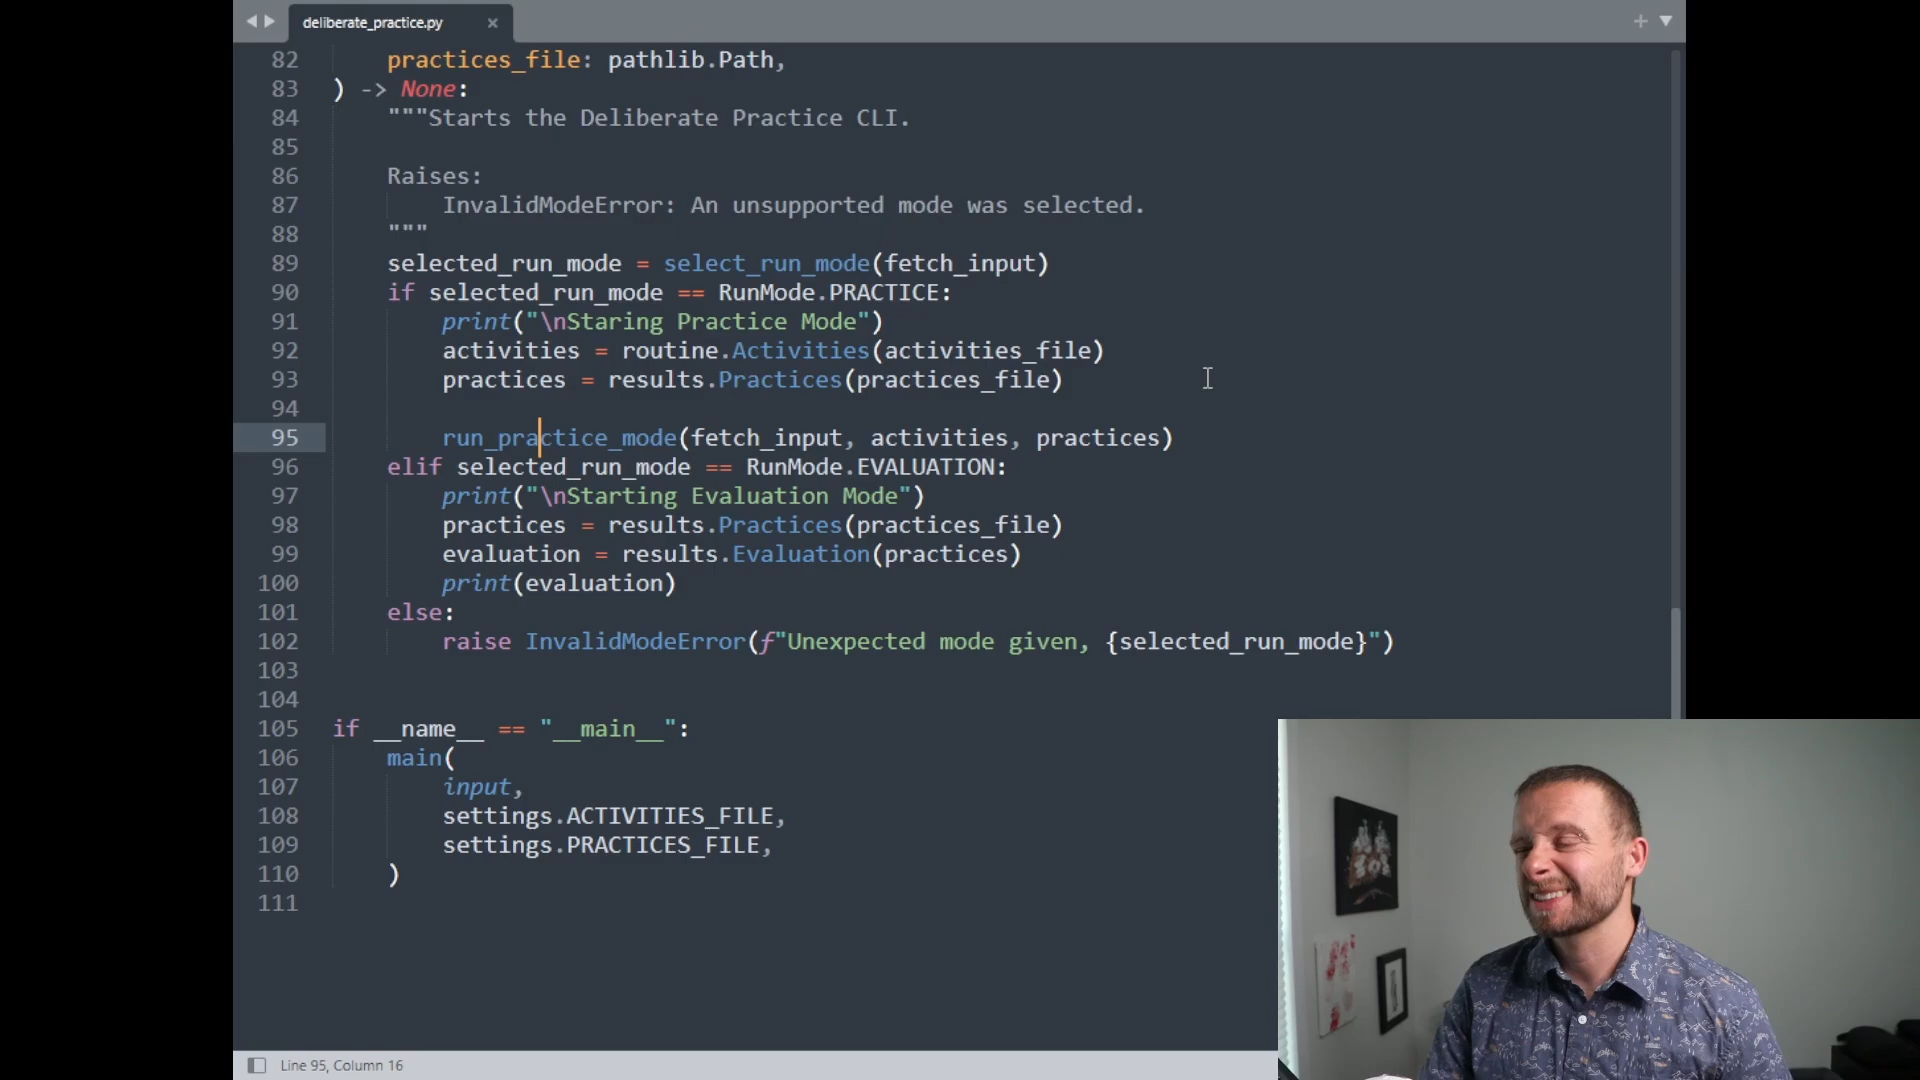 deliberate_practice.py
82 practices_file: pathlib.Path,
83 ) -> None:
84 """Starts the Deliberate Practice CLI.
85
86 Raises:
87 InvalidModeError: An unsupported mode was selected.
88 """
89 selected_run_mode = select_run_mode(fetch_input)
90 if selected_run_mode == RunMode.PRACTICE:
91 print("\nStaring Practice Mode")
92 activities = routine.Activities(activities_file)
93 practices = results.Practices(practices_file)
94
95 run_practice_mode(fetch_input, activities, practices)
96 elif selected_run_mode == RunMode.EVALUATION:
97 print("\nStarting Evaluation Mode")
98 practices = results.Practices(practices_file)
99 evaluation = results.Evaluation(practices)
100 print(evaluation)
101 else:
102 raise InvalidModeError(f"Unexpected mode given, {selected_run_mode}")
103
104
105 if __name__ == "__main__":
106 main(
107 input,
108 settings.ACTIVITIES_FILE,
109 settings.PRACTICES_FILE,
110 )
111
Line 95, Column 16